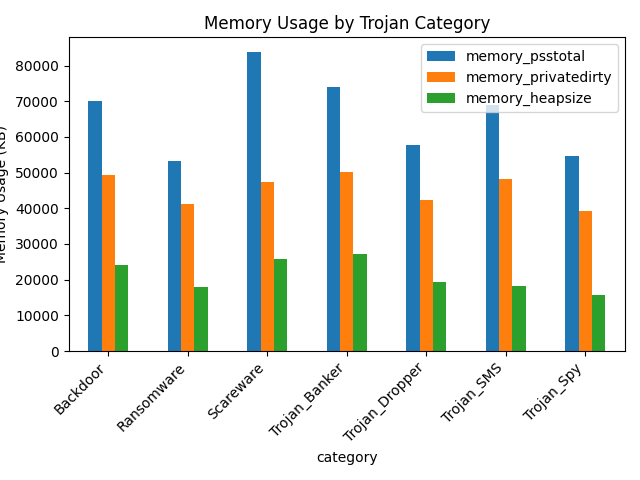 Memory Usage by Trojan Category
memory_psstotal
memory_privatedirty
memory_heapsize
Memory Usage (KB)
80000
70000
60000
50000
40000
30000
20000
10000
0
Backdoor
Ransomware
Scareware
Trojan_Banker
Trojan_Dropper
Trojan_SMS
Trojan_Spy
category